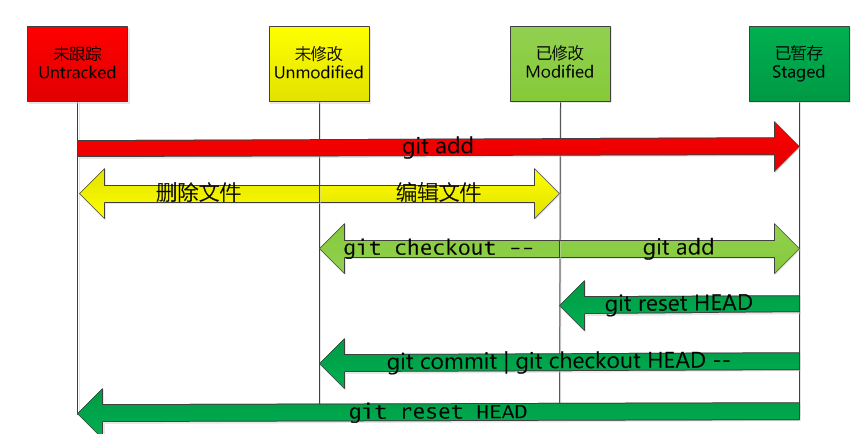 未跟踪
Untracked
未修改
Unmodified
已修改
Modified
已暂存
Staged
git add
删除文件
编辑文件
git checkout --
git add
git reset HEAD
git commit | git checkout HEAD --
git reset HEAD